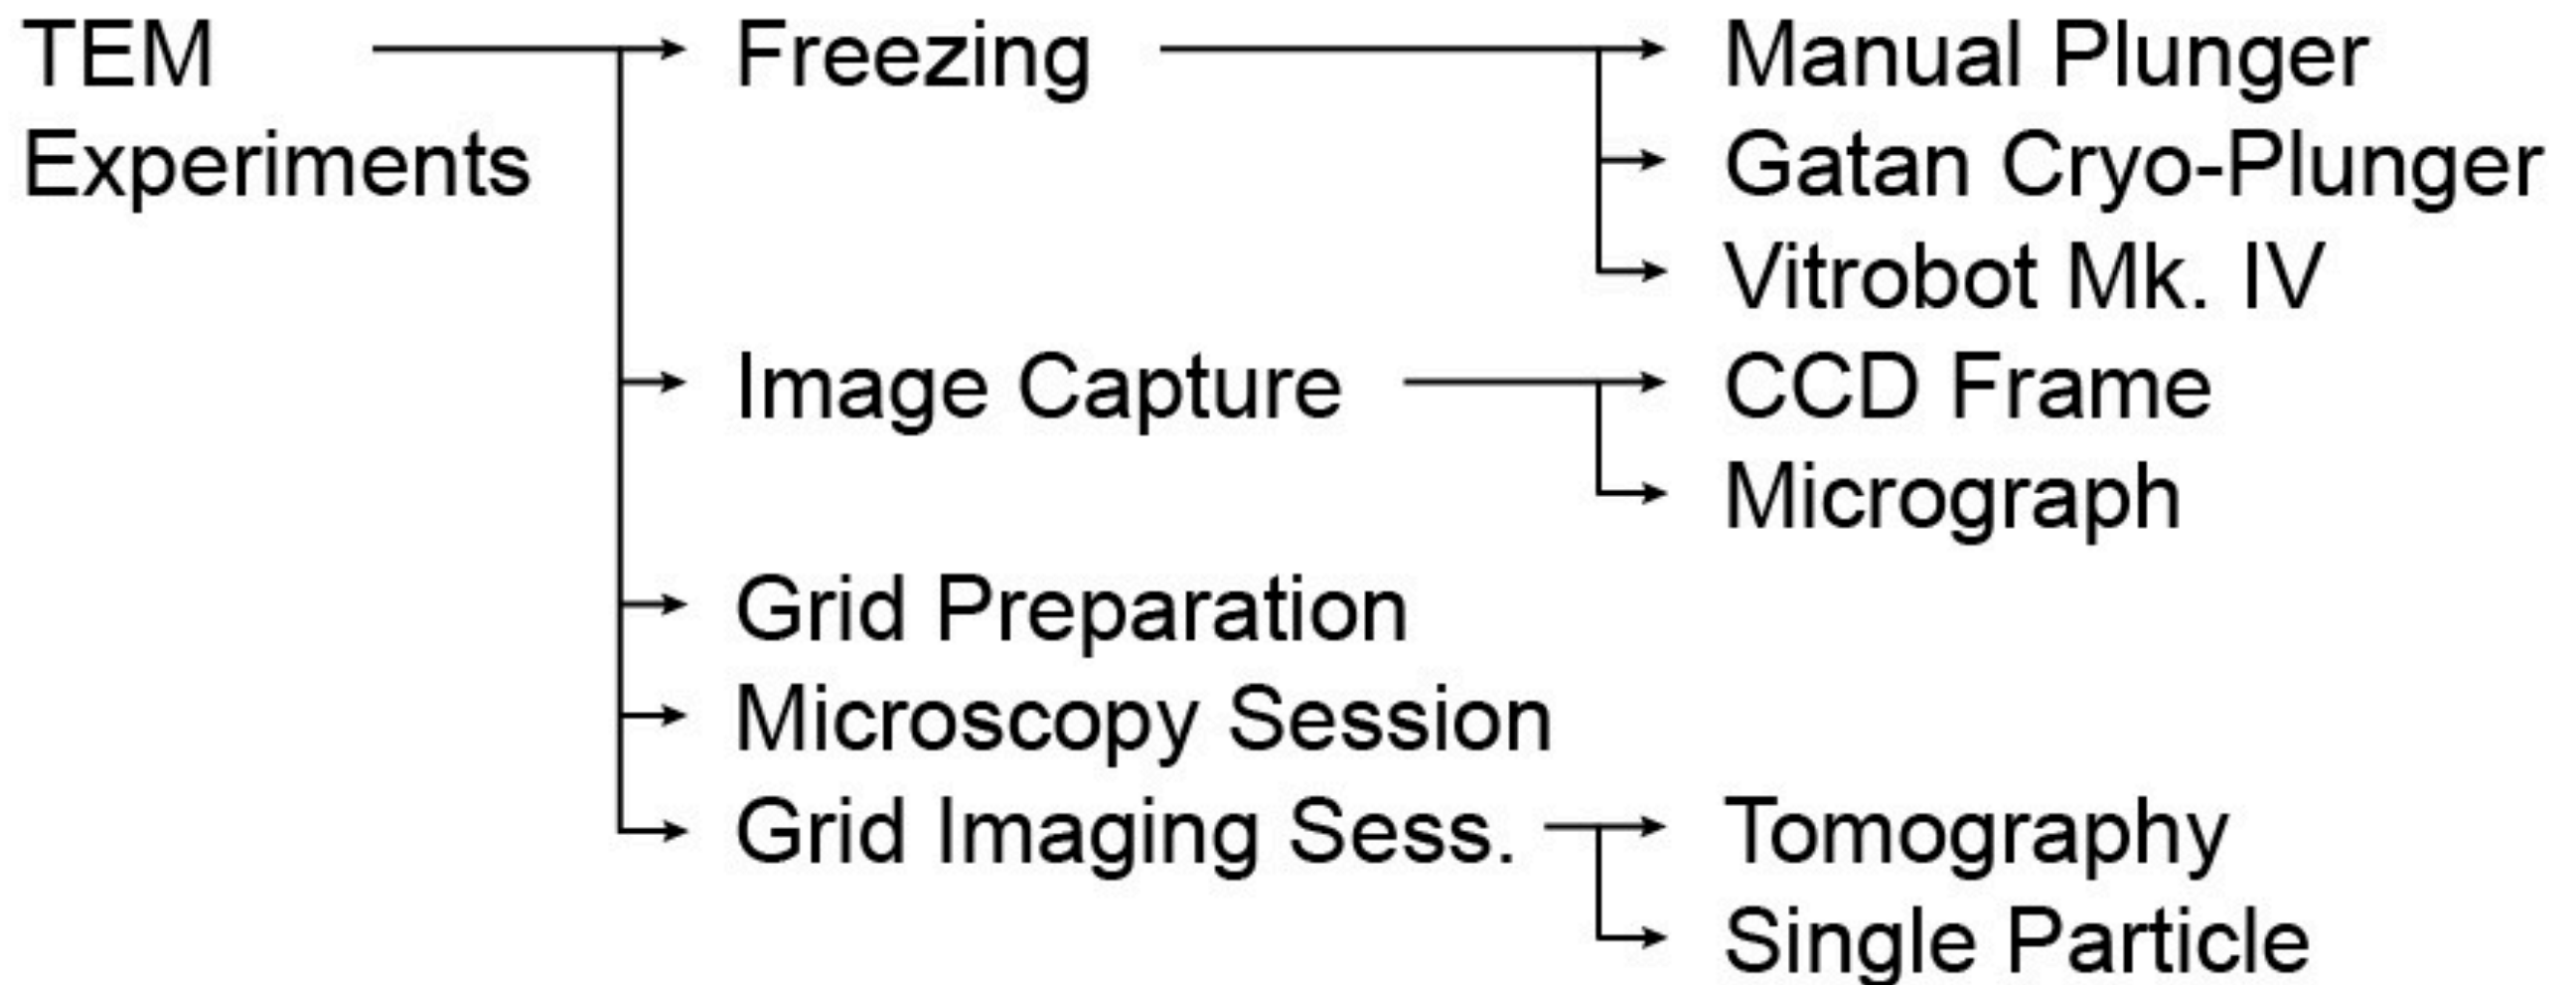 TEM
Experiments
Freezing
Manual Plunger
Gatan Cryo-Plunger
Vitrobot Mk. IV
Image Capture
CCD Frame
Micrograph
Grid Preparation
Microscopy Session
Grid Imaging Sess.
Tomography
Single Particle